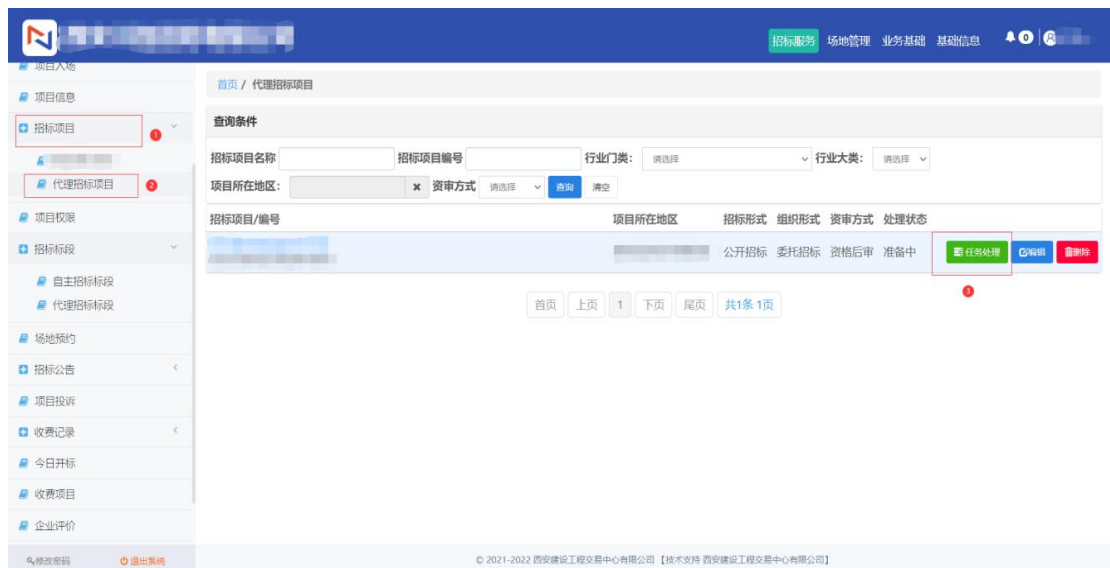 招标服务 场地管理 业务基础 基础信息 0
项目入场
项目信息
招标项目 1
代理招标项目 2
项目权限
招标标段
自主招标标段
代理招标标段
场地预约
招标公告
项目投诉
收费记录
今日开标
收费项目
企业评价
修改密码 退出系统
首页 / 代理招标项目
查询条件
招标项目名称 招标项目编号 行业门类: 请选择 行业大类: 请选择
项目所在地区: 资审方式 请选择 查询 清空
招标项目/编号 项目所在地区 招标形式 组织形式 资审方式 处理状态
公开招标 委托招标 资格后审 准备中 任务处理 编辑 删除
3
首页 上页 1 下页 尾页 共1条 1页
© 2021-2022 西安建设工程交易中心有限公司 【技术支持 西安建设工程交易中心有限公司】